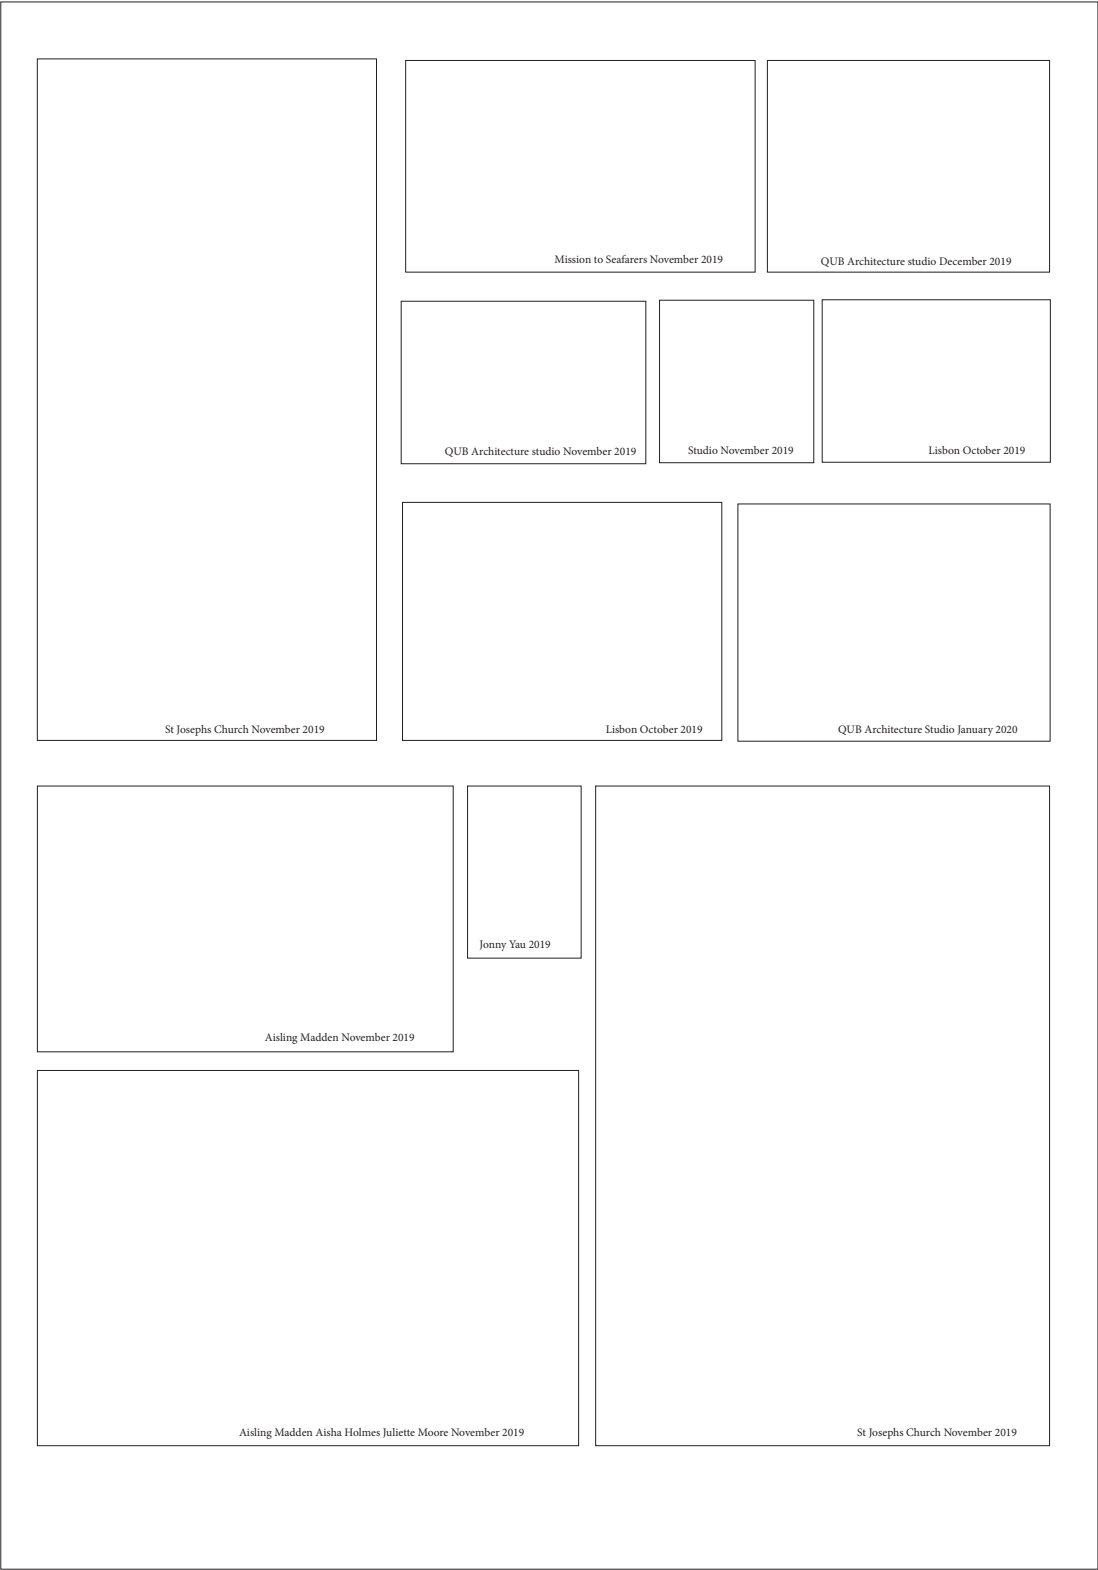 Mission to Seafarers November 2019
QUB Architecture studio December 2019
QUB Architecture studio November 2019
Studio November 2019
Lisbon October 2019
St Josephs Church November 2019
Lisbon October 2019
QUB Architecture Studio January 2020
Jonny Yau 2019
Aisling Madden November 2019
Aisling Madden Aisha Holmes Juliette Moore November 2019
St Josephs Church November 2019